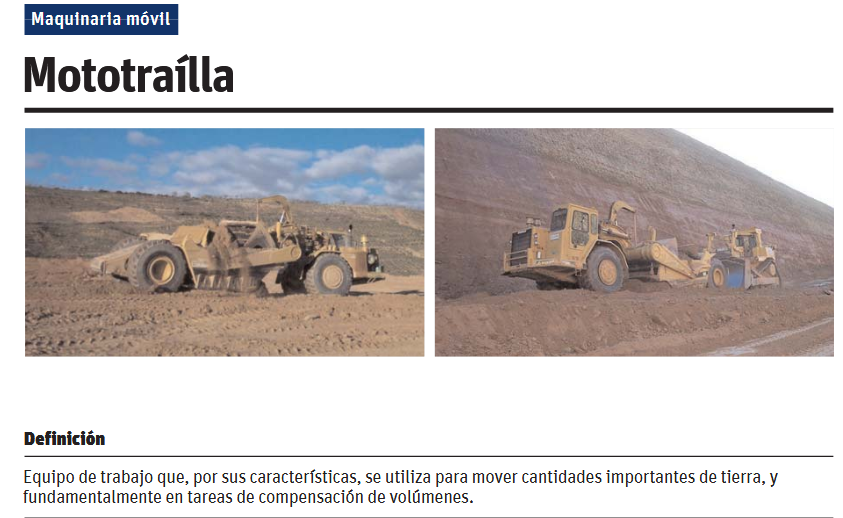 Maquinaria móvil
Mototraílla
Definición
Equipo de trabajo que, por sus características, se utiliza para mover cantidades importantes de tierra, y
fundamentalmente en tareas de compensación de volúmenes.